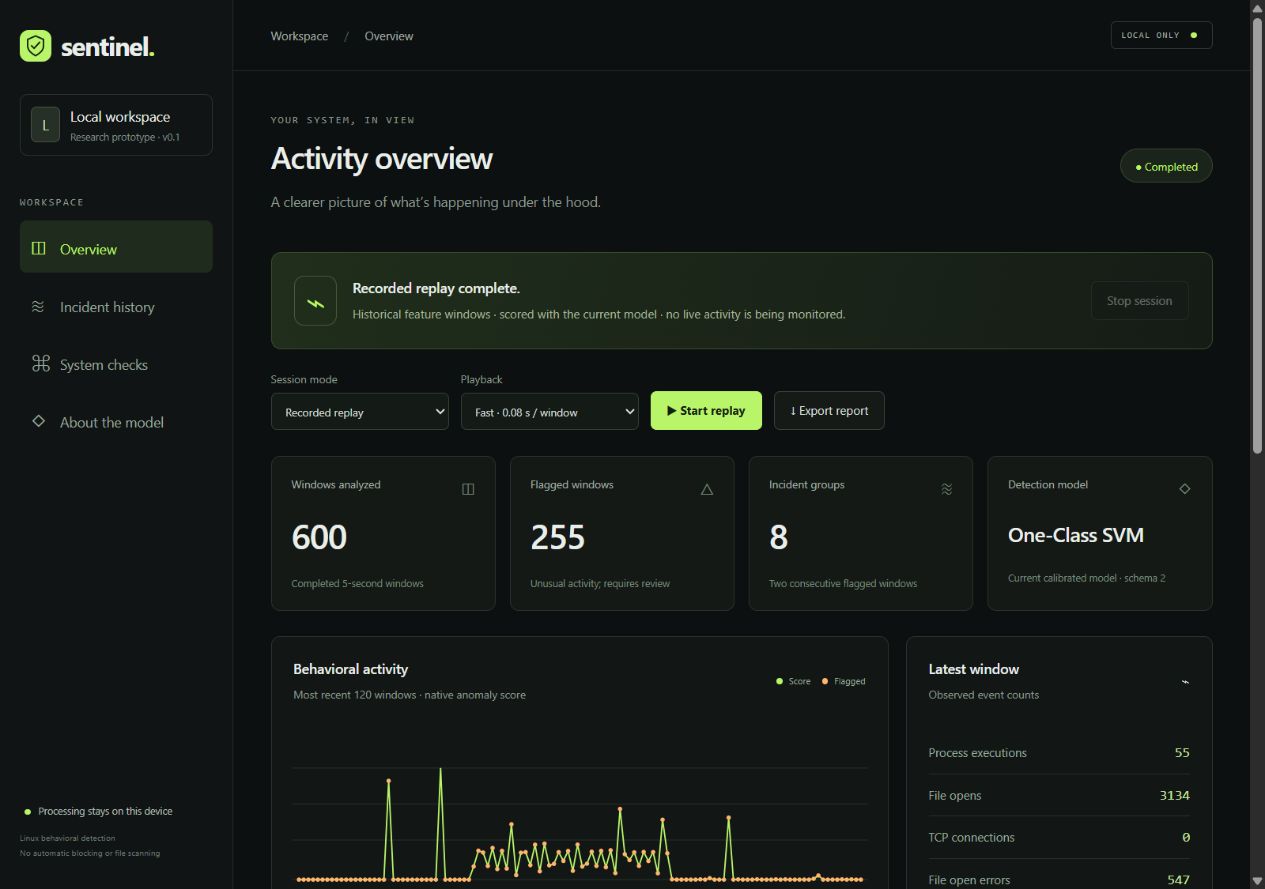 sentinel.
L
Local workspace
Research prototype · v0.1
WORKSPACE
Overview
Incident history
System checks
About the model
Processing stays on this device
Linux behavioral detection
No automatic blocking or file scanning
Workspace / Overview
LOCAL ONLY
YOUR SYSTEM, IN VIEW
Activity overview
Completed
A clearer picture of what's happening under the hood.
Recorded replay complete.
Historical feature windows · scored with the current model · no live activity is being monitored.
Stop session
Session mode
Recorded replay
Playback
Fast · 0.08 s / window
▶ Start replay
↓ Export report
Windows analyzed
600
Completed 5-second windows
Flagged windows
255
Unusual activity; requires review
Incident groups
8
Two consecutive flagged windows
Detection model
One-Class SVM
Current calibrated model · schema 2
Behavioral activity
Most recent 120 windows · native anomaly score
Score
Flagged
Latest window
Observed event counts
Process executions 55
File opens 3134
TCP connections 0
File open errors 547